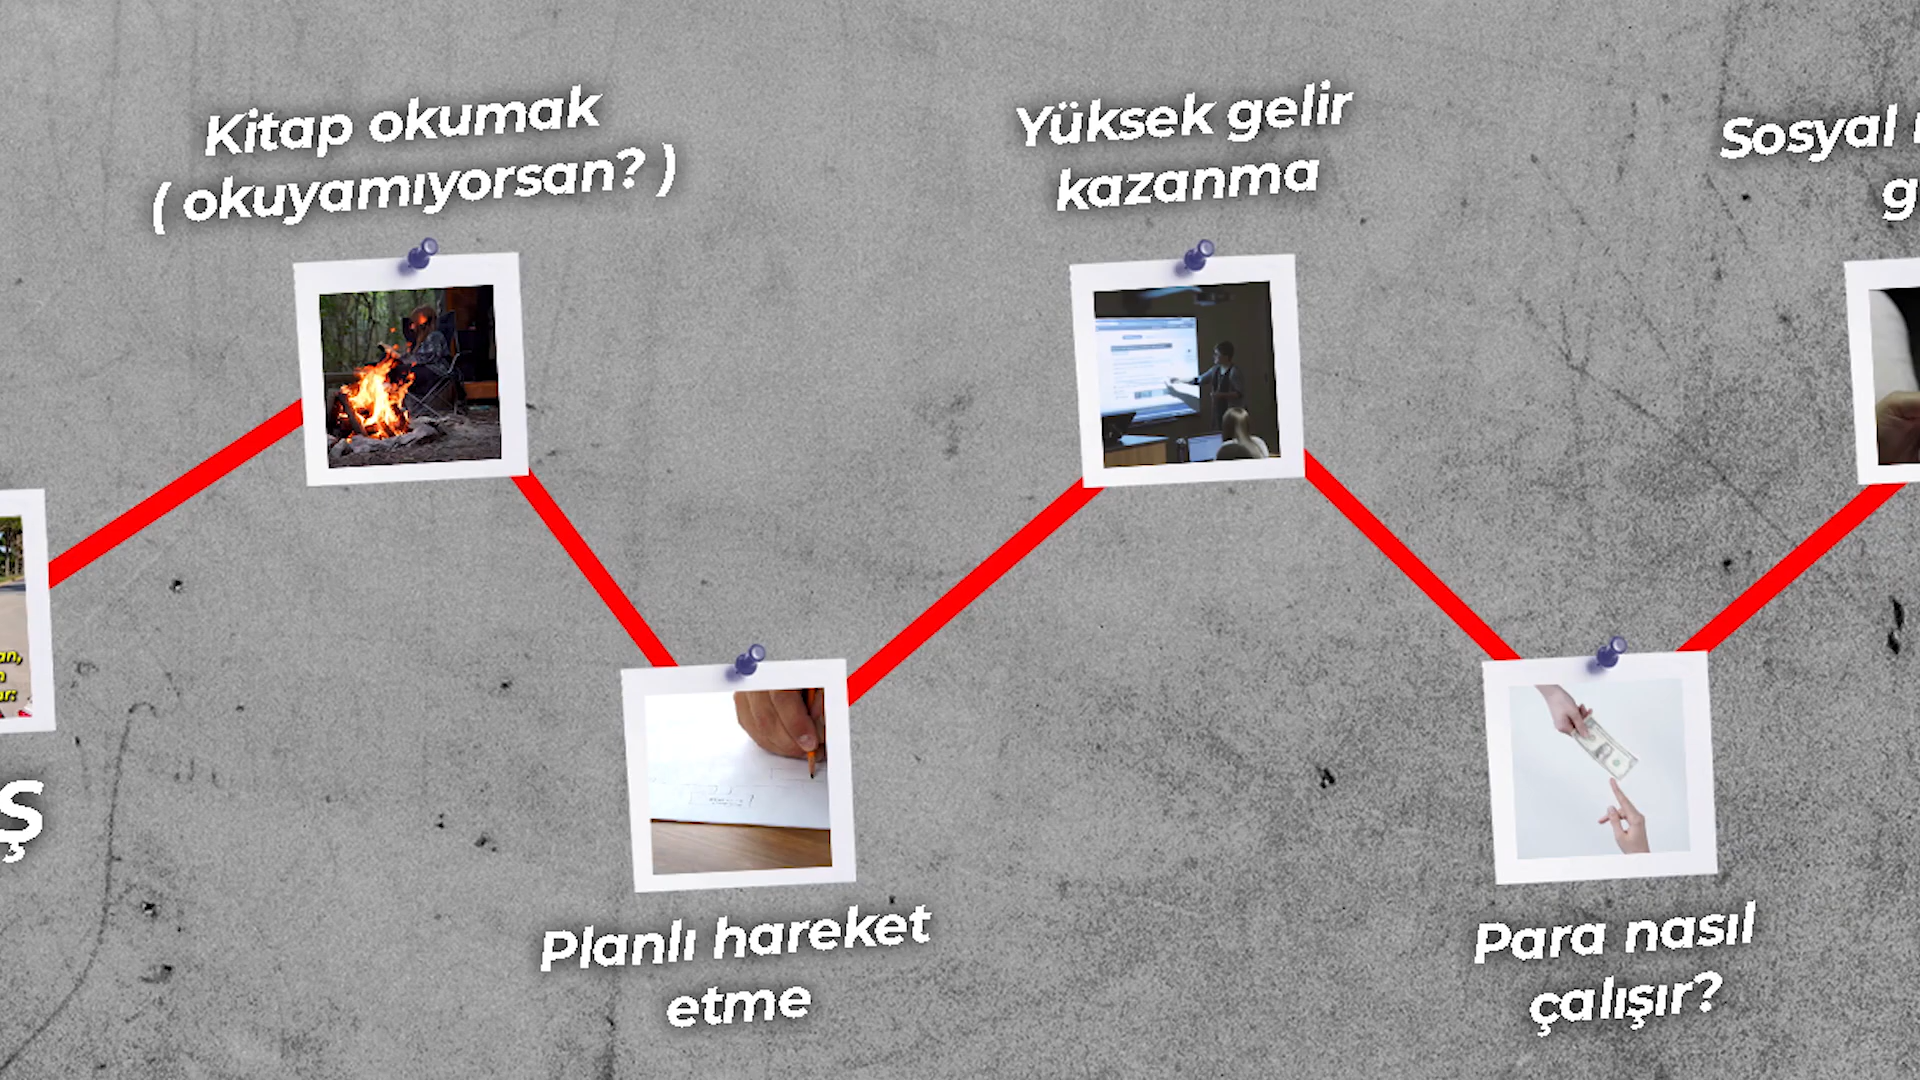 Kitap okumak
( okuyamıyorsan? )
Yüksek gelir
kazanma
Sosyal
Planlı hareket
etme
Para nasıl
çalışır?